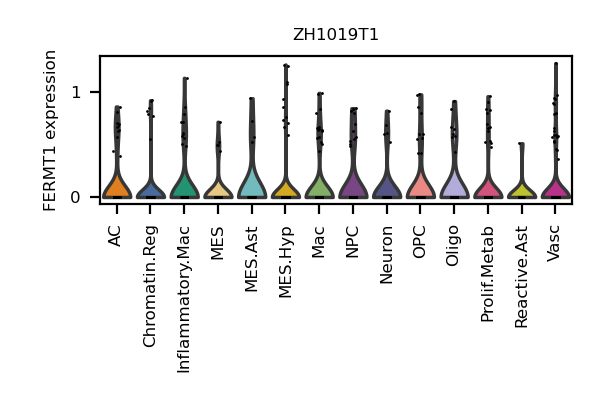 ZH1019T1
FERMT1 expression
1
0
AC
Chromatin.Reg
Inflammatory.Mac
MES
MES.Ast
MES.Hyp
Mac
NPC
Neuron
OPC
Oligo
Prolif.Metab
Reactive.Ast
Vasc